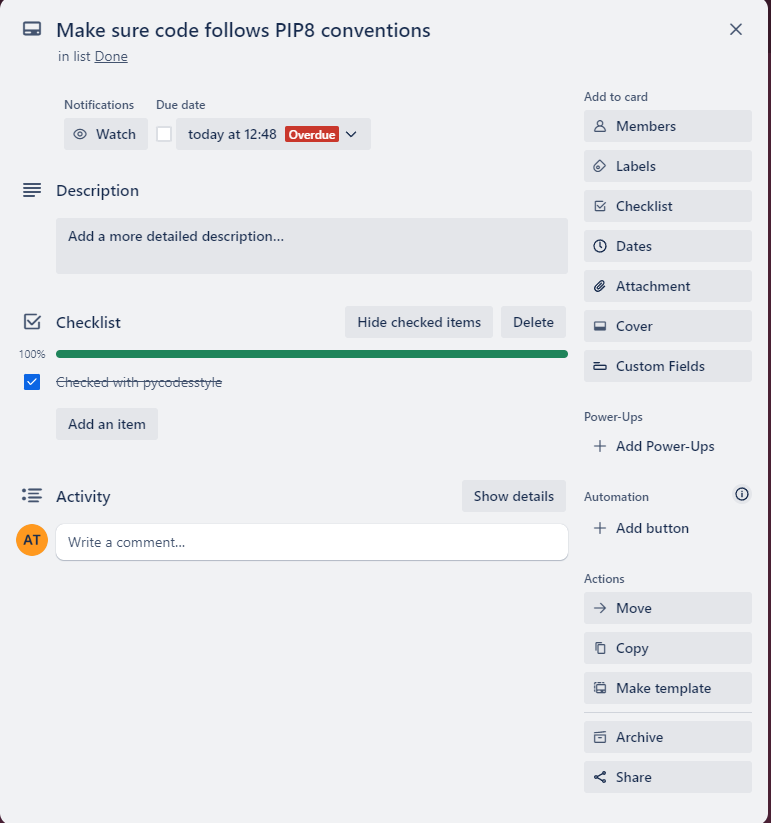 Make sure code follows PIP8 conventions
in list Done
Notifications
Due date
Watch
today at 12:48 Overdue
Description
Add a more detailed description...
Checklist
Hide checked items
Delete
100%
Checked with pycodesstyle
Add an item
Activity
Show details
AT
Write a comment...
Add to card
Members
Labels
Checklist
Dates
Attachment
Cover
Custom Fields
Power-Ups
Add Power-Ups
Automation
Add button
Actions
Move
Copy
Make template
Archive
Share